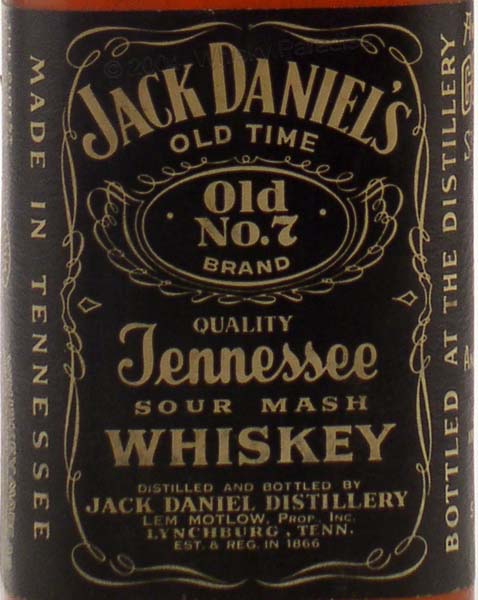 JACK DANIEL'S
OLD TIME
Old
No.7
BRAND
QUALITY
Tennessee
SOUR MASH
WHISKEY
DISTILLED AND BOTTLED BY
JACK DANIEL DISTILLERY
LEM MOTLOW, PROP., INC.
LYNCHBURG, TENN.
EST. & REG. IN 1866
MADE IN TENNESSEE
BOTTLED AT THE DISTILLERY